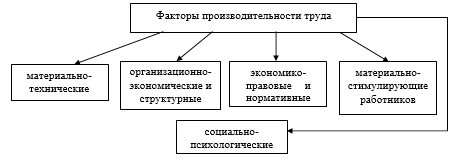 Факторы производительности труда
материально-
технические
организационно-
экономические и
структурные
экономико-
правовые и
нормативные
материально-
стимулирующие
работников
социально-
психологические